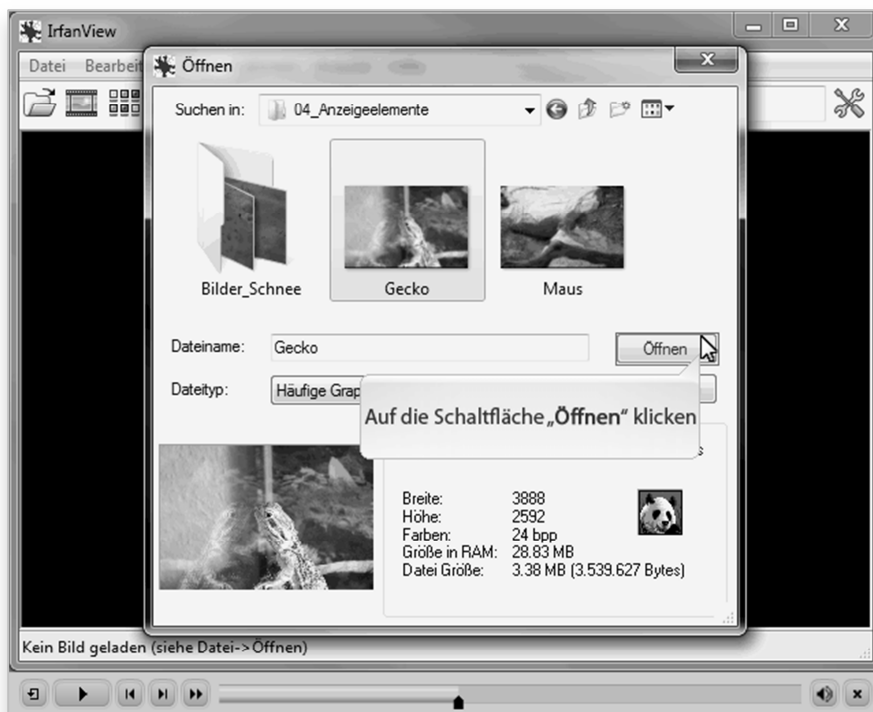 IrfanView
Datei Bearbeit
Öffnen
Suchen in: 04_Anzeigeelemente
Bilder_Schnee Gecko Maus
Dateiname: Gecko Öffnen
Dateityp: Häufige Grap
Auf die Schaltfläche „Öffnen“ klicken
Breite: 3888
Höhe: 2592
Farben: 24 bpp
Größe in RAM: 28.83 MB
Datei Größe: 3.38 MB (3.539.627 Bytes)
Kein Bild geladen (siehe Datei->Öffnen)